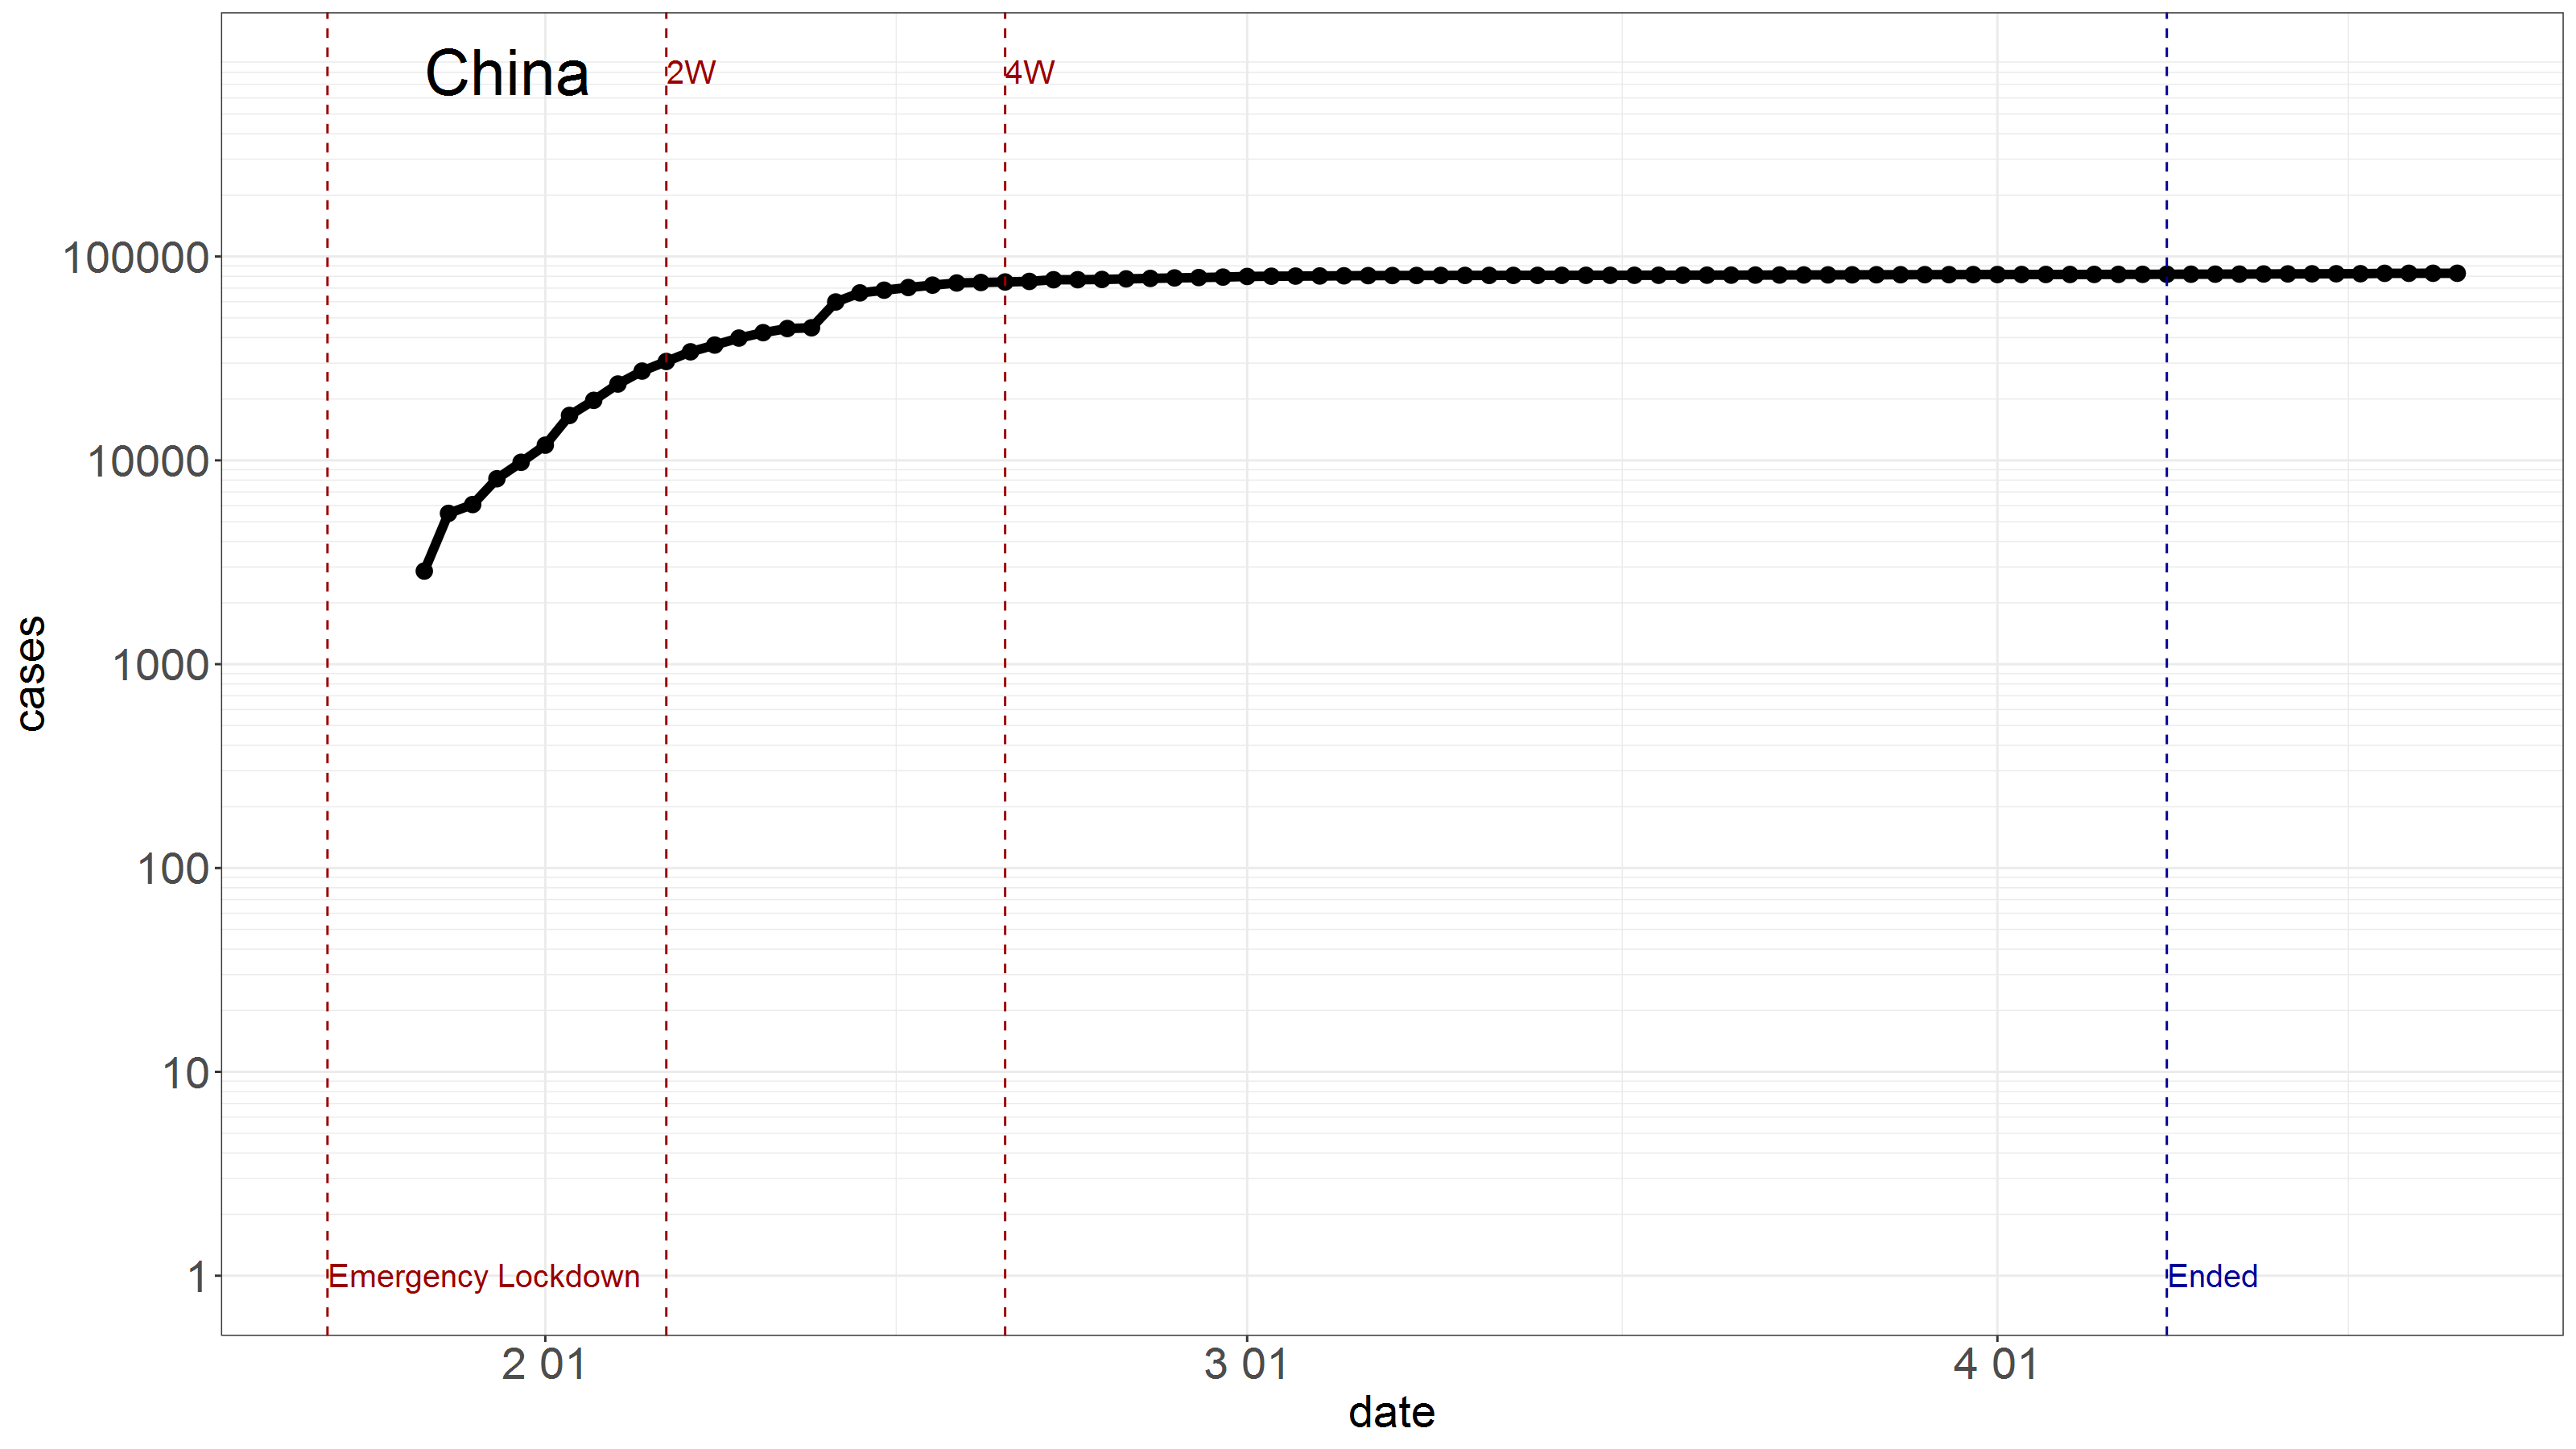 China
2W
4W
100000
10000
1000
100
10
1
cases
Emergency Lockdown
Ended
2 01
3 01
4 01
date